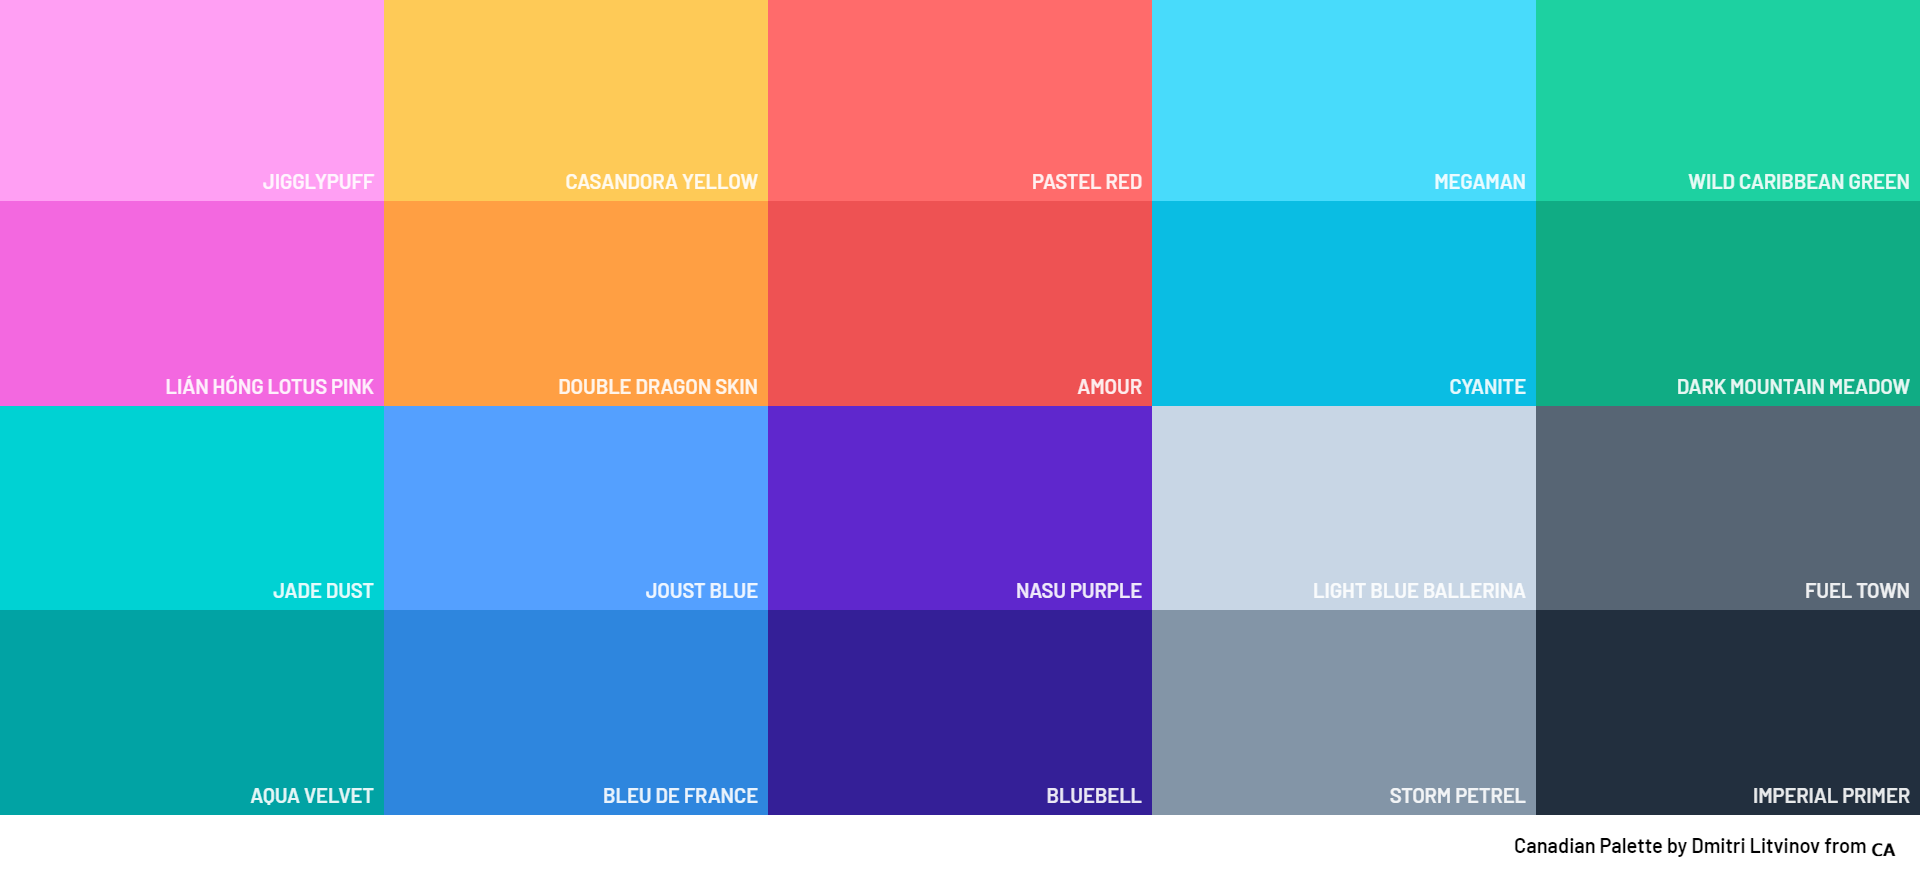 JIGGLYPUFF
CASANDORA YELLOW
PASTEL RED
MEGAMAN
WILD CARIBBEAN GREEN
LIÁN HÓNG LOTUS PINK
DOUBLE DRAGON SKIN
AMOUR
CYANITE
DARK MOUNTAIN MEADOW
JADE DUST
JOUST BLUE
NASU PURPLE
LIGHT BLUE BALLERINA
FUEL TOWN
AQUA VELVET
BLEU DE FRANCE
BLUEBELL
STORM PETREL
IMPERIAL PRIMER
Canadian Palette by Dmitri Litvinov from CA